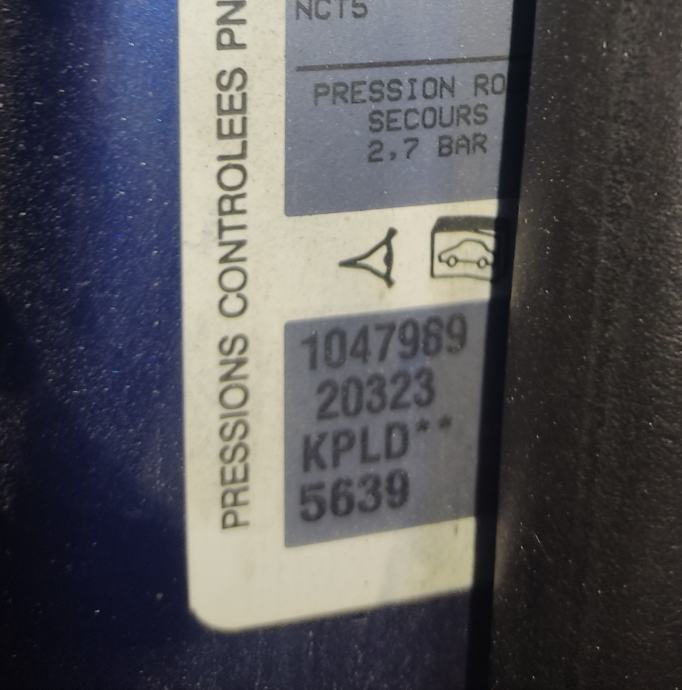 NCT5
PRESSION RO
SECOURS
2,7 BAR
PRESSIONS CONTROLEES PN
1047989
20323
KPLD**
5639